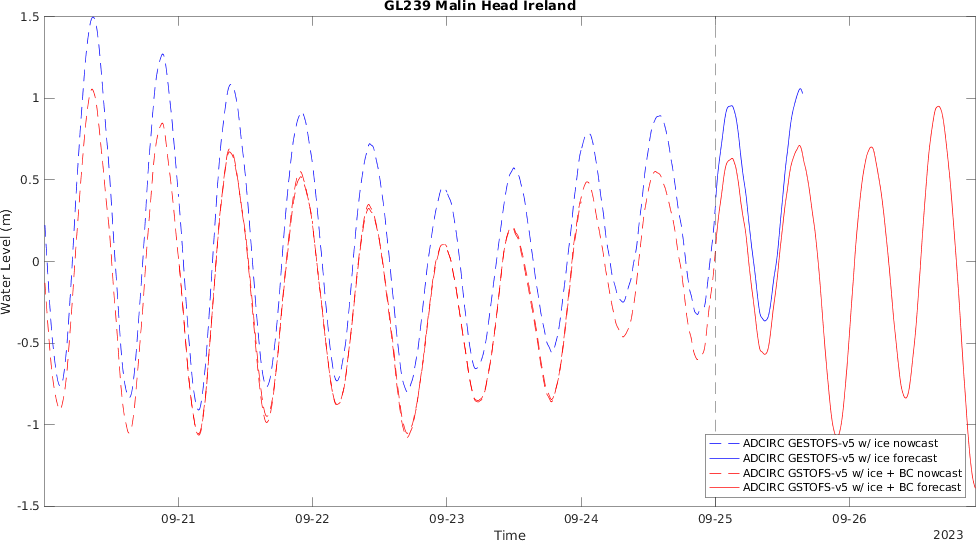 GL239 Malin Head Ireland
1.5
1
0.5
0
-0.5
-1
-1.5
Water Level (m)
09-21 09-22 09-23 09-24 09-25 09-26
Time
2023
ADCIRC GESTOFS-v5 w/ ice nowcast
ADCIRC GESTOFS-v5 w/ ice forecast
ADCIRC GSTOFS-v5 w/ ice + BC nowcast
ADCIRC GSTOFS-v5 w/ ice + BC forecast